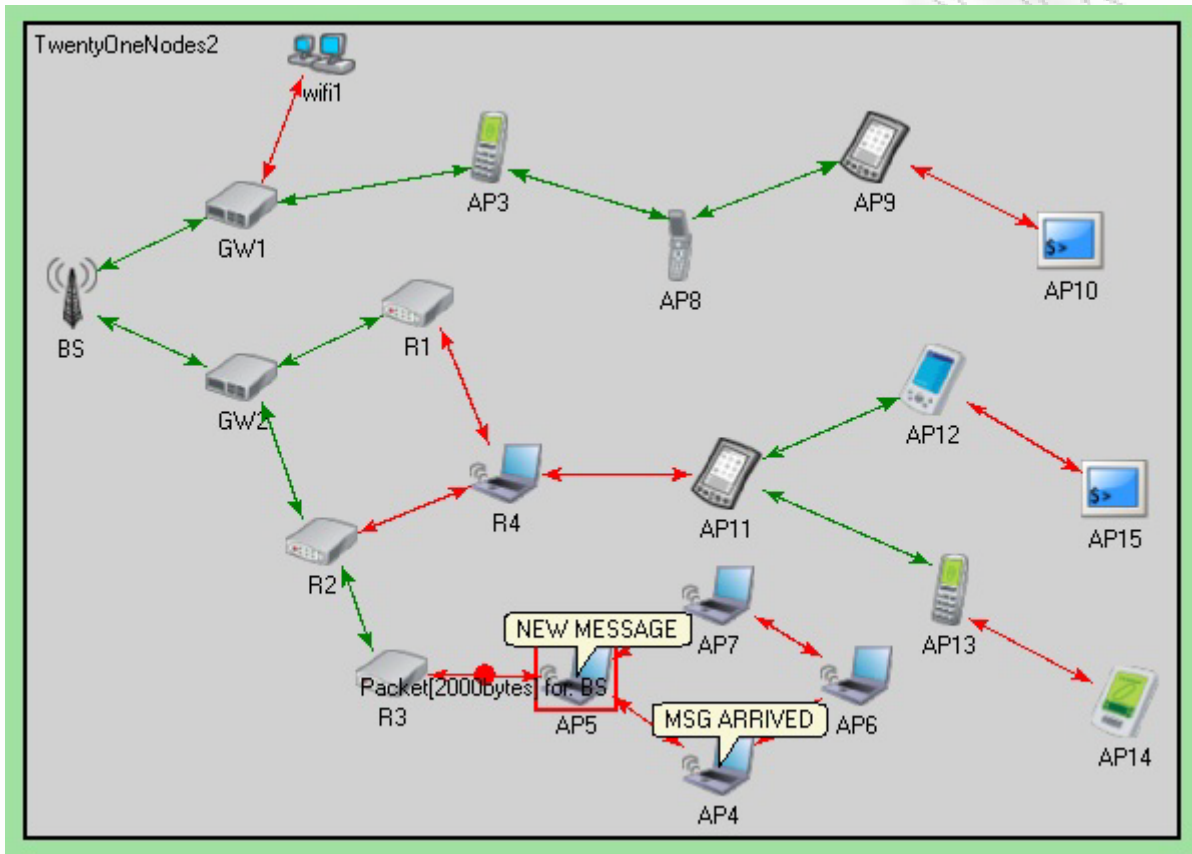 TwentyOneNodes2
wifi1
AP3
AP9
GW1
AP8
AP10
BS
R1
GW2
AP12
R4
AP11
AP15
R2
NEW MESSAGE
AP7
AP13
Packet[2000bytes] for: BS
R3
AP5
MSG ARRIVED
AP6
AP14
AP4
$>
$>